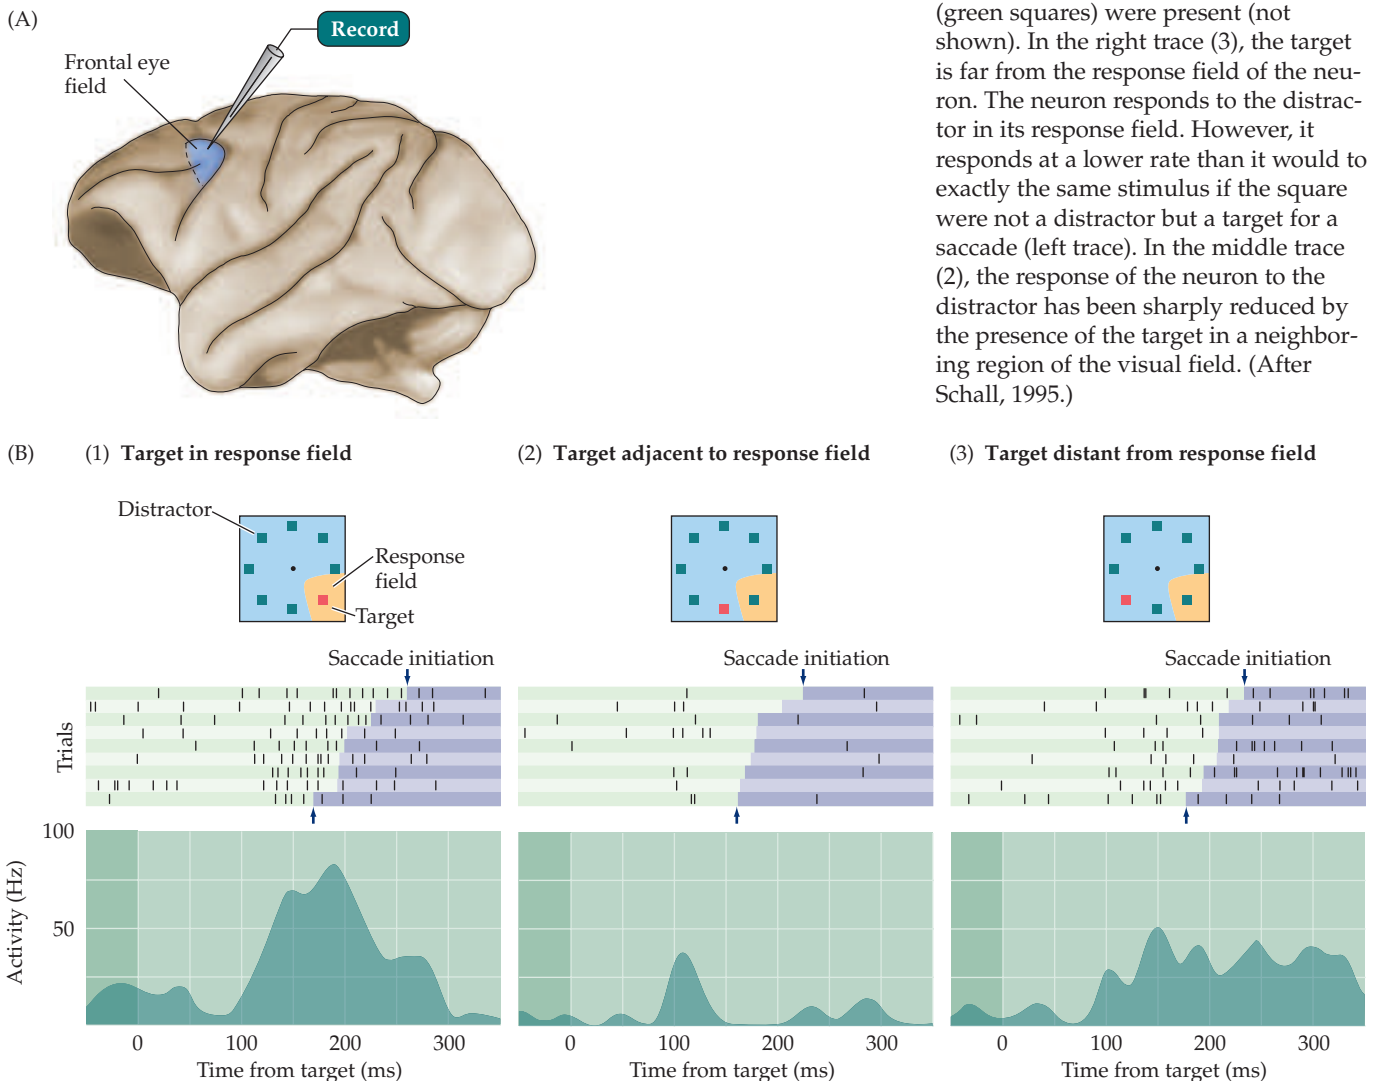 (A)
Record
Frontal eye
field
(green squares) were present (not
shown). In the right trace (3), the target
is far from the response field of the neu-
ron. The neuron responds to the distrac-
tor in its response field. However, it
responds at a lower rate than it would to
exactly the same stimulus if the square
were not a distractor but a target for a
saccade (left trace). In the middle trace
(2), the response of the neuron to the
distractor has been sharply reduced by
the presence of the target in a neighbor-
ing region of the visual field. (After
Schall, 1995.)
(B)
(1) Target in response field
Distractor
Response
field
Target
Saccade initiation
Trials
100
50
Activity (Hz)
0 100 200 300
Time from target (ms)
(2) Target adjacent to response field
Saccade initiation
0 100 200 300
Time from target (ms)
(3) Target distant from response field
Saccade initiation
0 100 200 300
Time from target (ms)